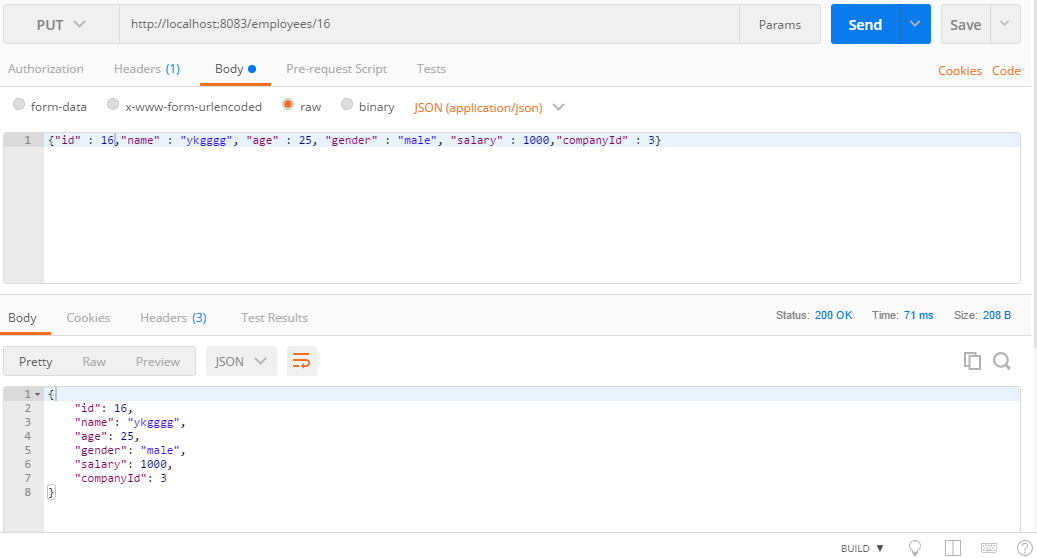 PUT http://localhost:8083/employees/16 Params Send Save
Authorization Headers (1) Body Pre-request Script Tests Cookies Code
form-data x-www-form-urlencoded raw binary JSON (application/json)
1 {"id" : 16,"name" : "ykgggg", "age" : 25, "gender" : "male", "salary" : 1000,"companyId" : 3}
Body Cookies Headers (3) Test Results Status: 200 OK Time: 71 ms Size: 208 B
Pretty Raw Preview JSON
1 {
2 "id": 16,
3 "name": "ykgggg",
4 "age": 25,
5 "gender": "male",
6 "salary": 1000,
7 "companyId": 3
8 }
BUILD